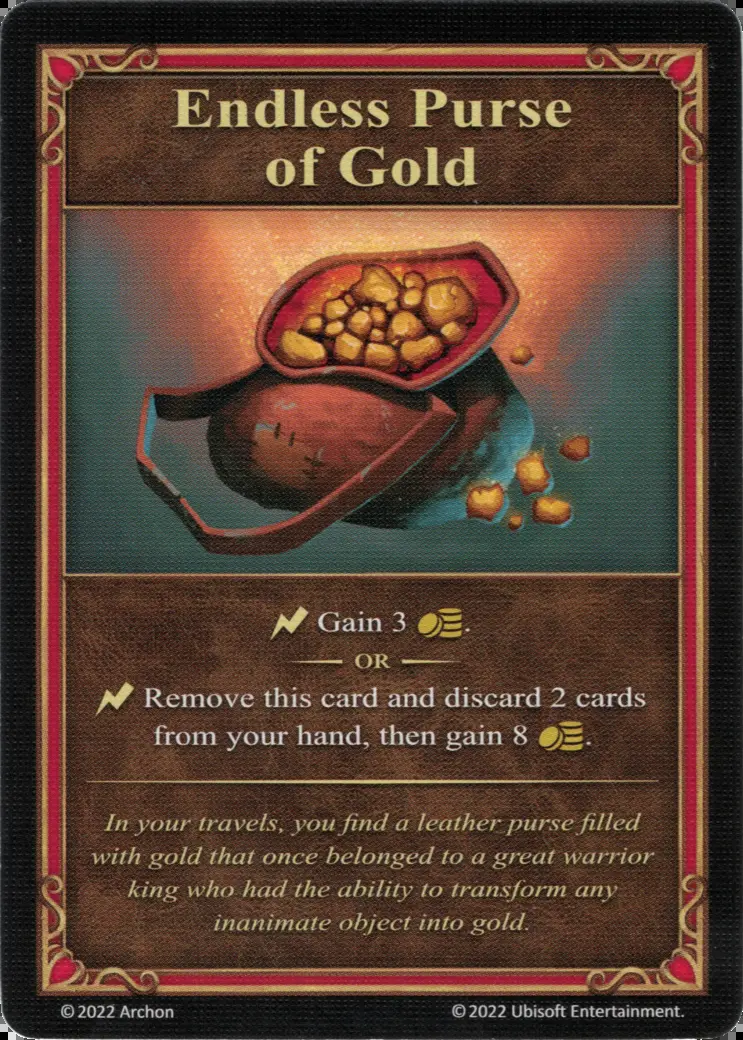 Endless Purse
of Gold
Gain 3 .
OR
Remove this card and discard 2 cards
from your hand, then gain 8 .
In your travels, you find a leather purse filled
with gold that once belonged to a great warrior
king who had the ability to transform any
inanimate object into gold.
© 2022 Archon
© 2022 Ubisoft Entertainment.